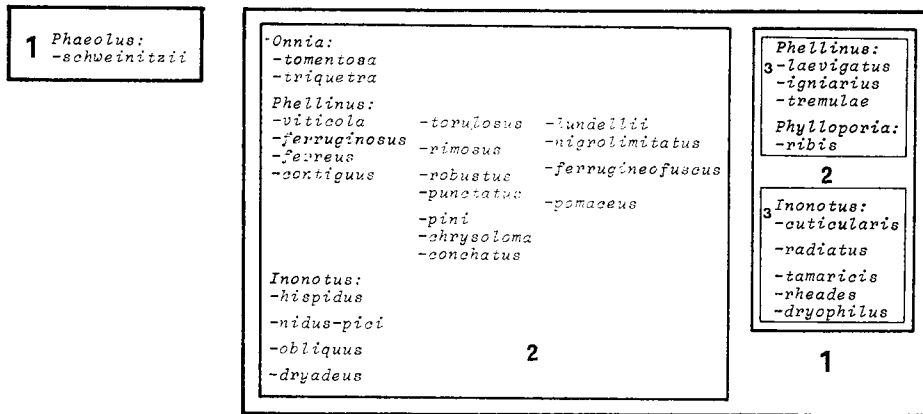 1
Phaeolus:
-schweinitzii
Onnia:
-tomentosa
-triquetra
Phellinus:
-viticola
-ferruginosus
-ferreus
-contiguus
-torulosus
-rimosus
-robustus
-punctatus
-pini
-chrysoloma
-conchatus
-lundellii
-nigrolimitatus
-ferrugineofuscus
-pomaceus
Inonotus:
-hispidus
-nidus-pici
-obliquus
-dryadeus
2
Phellinus:
3-laevigatus
-igniarius
-tremulae
Phylloporia:
-ribis
2
3 Inonotus:
-cuticularis
-radiatus
-tamaricis
-rheades
-dryophilus
1